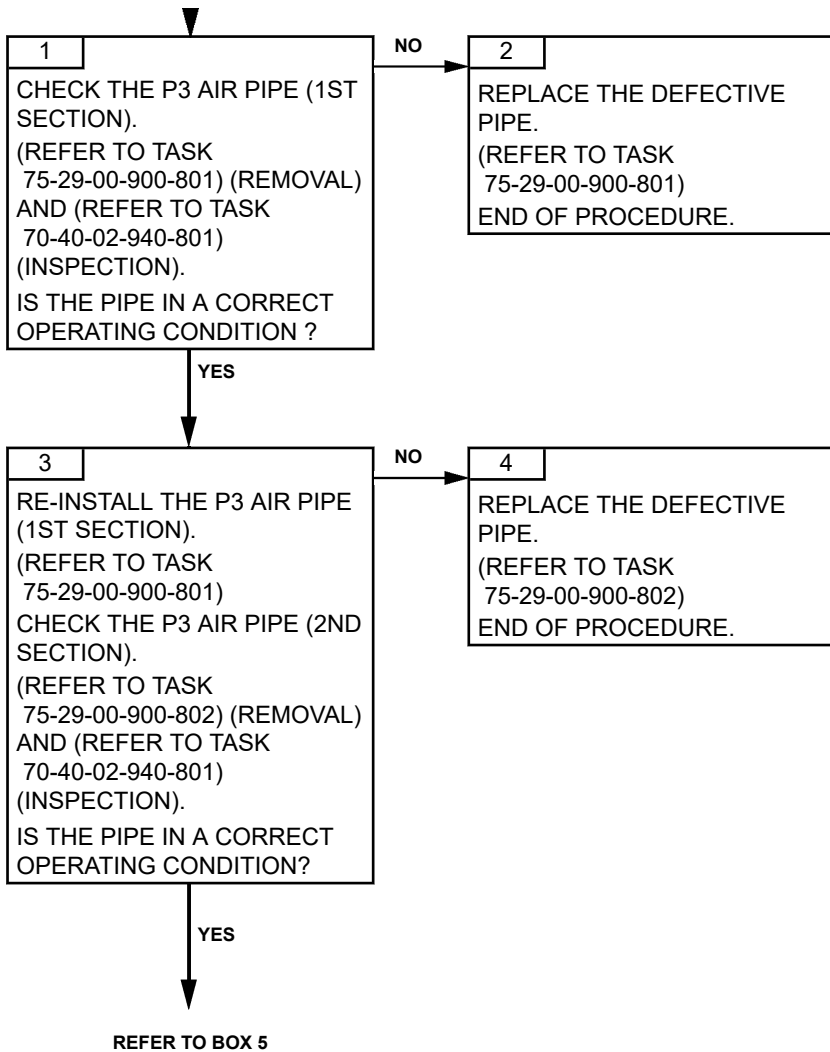 1
CHECK THE P3 AIR PIPE (1ST
SECTION).
(REFER TO TASK
75-29-00-900-801) (REMOVAL)
AND (REFER TO TASK
70-40-02-940-801)
(INSPECTION).
IS THE PIPE IN A CORRECT
OPERATING CONDITION ?
NO
2
REPLACE THE DEFECTIVE
PIPE.
(REFER TO TASK
75-29-00-900-801)
END OF PROCEDURE.
YES
3
RE-INSTALL THE P3 AIR PIPE
(1ST SECTION).
(REFER TO TASK
75-29-00-900-801)
CHECK THE P3 AIR PIPE (2ND
SECTION).
(REFER TO TASK
75-29-00-900-802) (REMOVAL)
AND (REFER TO TASK
70-40-02-940-801)
(INSPECTION).
IS THE PIPE IN A CORRECT
OPERATING CONDITION?
NO
4
REPLACE THE DEFECTIVE
PIPE.
(REFER TO TASK
75-29-00-900-802)
END OF PROCEDURE.
YES
REFER TO BOX 5